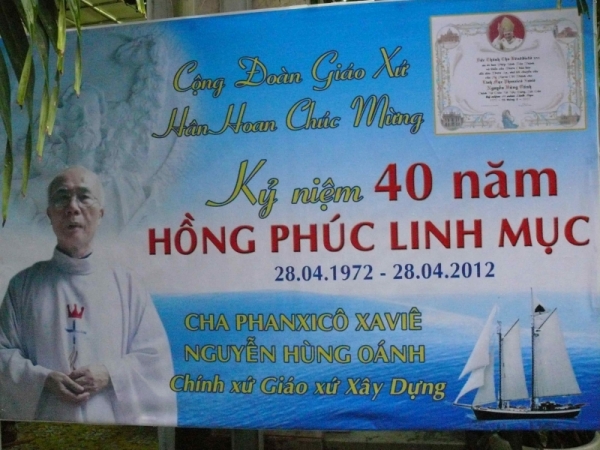 Cộng Đoàn Giáo Xứ
Hân Hoan Chúc Mừng
Kỷ niệm 40 năm
HỒNG PHÚC LINH MỤC
28.04.1972 - 28.04.2012
CHA PHANXICÔ XAVIÊ
NGUYỄN HÙNG OÁNH
Chính xứ Giáo xứ Xây Dựng